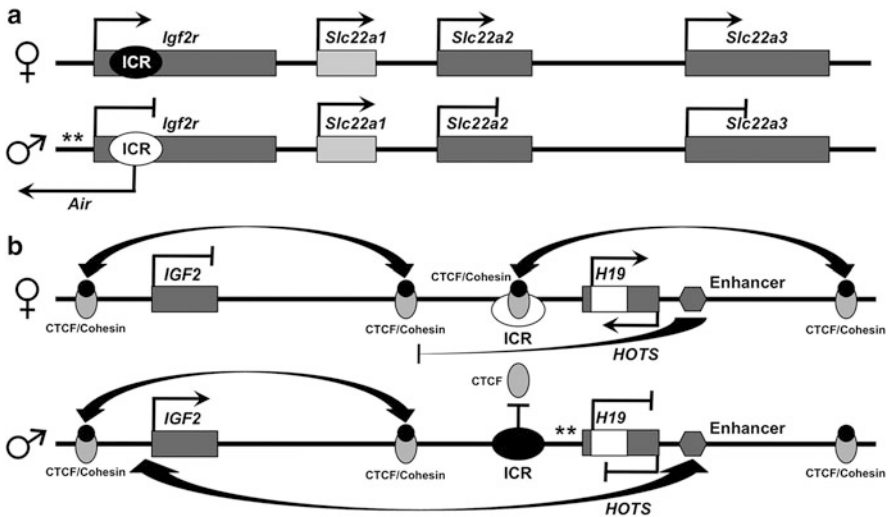 a
Igf2r Slc22a1 Slc22a2 Slc22a3
♀ ICR
Igf2r Slc22a1 Slc22a2 Slc22a3
♂ ** ICR
Air
b
IGF2 CTCF/Cohesin H19 Enhancer
♀
CTCF/Cohesin CTCF/Cohesin ICR CTCF/Cohesin
HOTS
CTCF
IGF2 ** H19 Enhancer
♂
CTCF/Cohesin CTCF/Cohesin ICR CTCF/Cohesin
HOTS